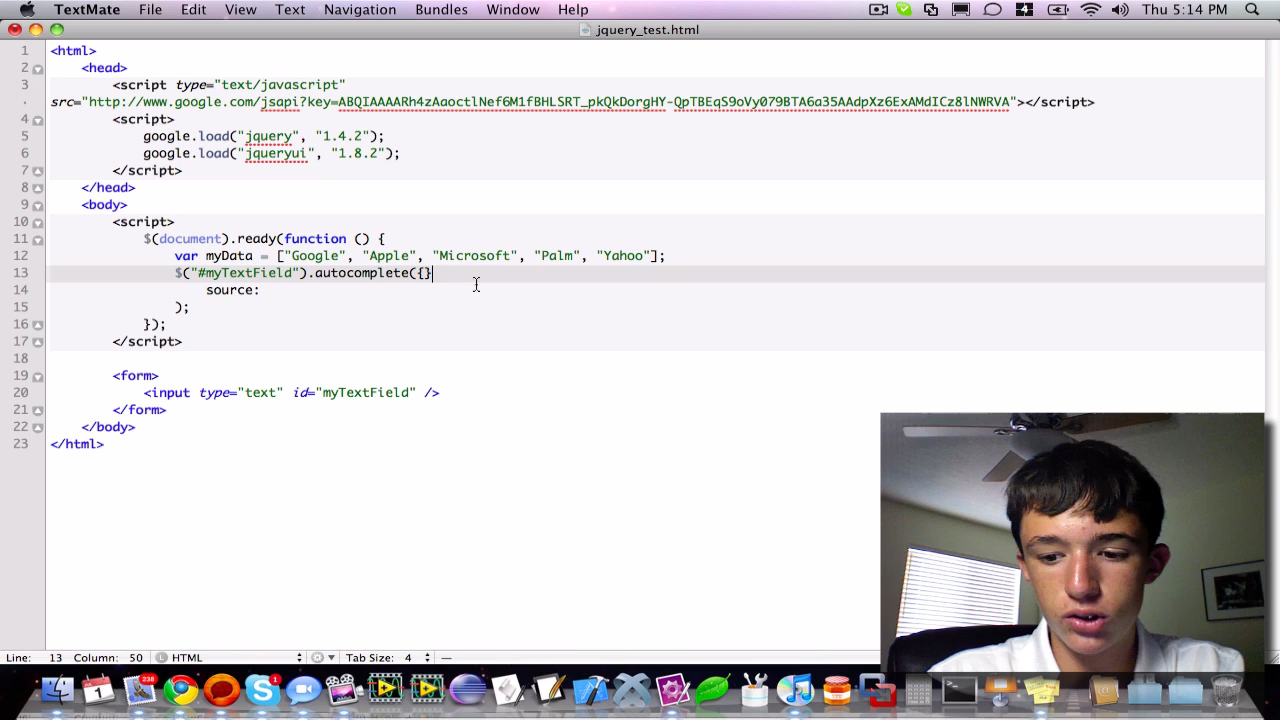 TextMate File Edit View Text Navigation Bundles Window Help 4 Thu 5:14 PM
jquery_test.html
1 <html>
2 <head>
3 <script type="text/javascript"
. src="http://www.google.com/jsapi?key=ABQIAAAARh4zAaoctlNef6M1fBHLSRT_pkQkDorgHY-QpTBEqS9oVy079BTA6a35AAdpXz6ExAMdICz8lNWRVA"></script>
4 <script>
5 google.load("jquery", "1.4.2");
6 google.load("jqueryui", "1.8.2");
7 </script>
8 </head>
9 <body>
10 <script>
11 $(document).ready(function () {
12 var myData = ["Google", "Apple", "Microsoft", "Palm", "Yahoo"];
13 $("#myTextField").autocomplete({}
14 source:
15 );
16 });
17 </script>
18
19 <form>
20 <input type="text" id="myTextField" />
21 </form>
22 </body>
23 </html>
Line: 13 Column: 50 L HTML Tab Size: 4 —
1 238 1